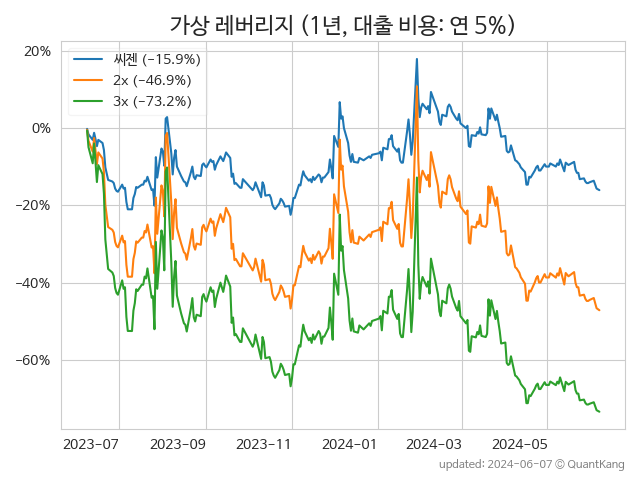 가상 레버리지 (1년, 대출 비용: 연 5%)
20%
0%
−20%
−40%
−60%
씨젠 (−15.9%)
2x (−46.9%)
3x (−73.2%)
2023-07 2023-09 2023-11 2024-01 2024-03 2024-05
updated: 2024-06-07 © QuantKang